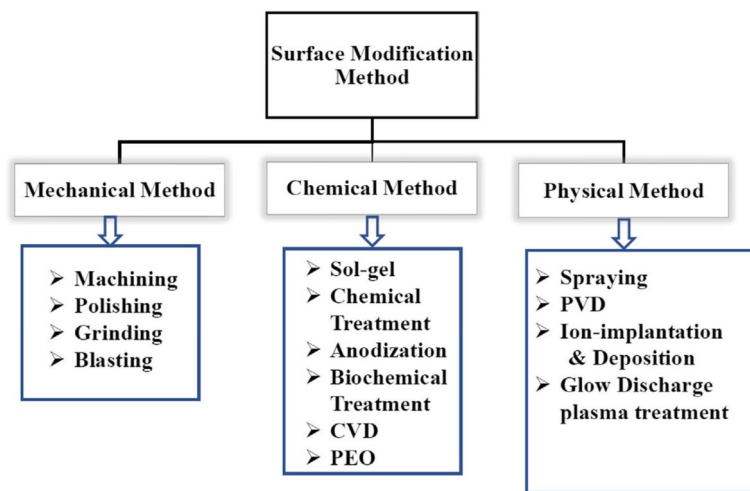 Surface Modification
Method
Mechanical Method
Chemical Method
Physical Method
➢ Machining
➢ Polishing
➢ Grinding
➢ Blasting
➢ Sol-gel
➢ Chemical
Treatment
➢ Anodization
➢ Biochemical
Treatment
➢ CVD
➢ PEO
➢ Spraying
➢ PVD
➢ Ion-implantation
& Deposition
➢ Glow Discharge
plasma treatment